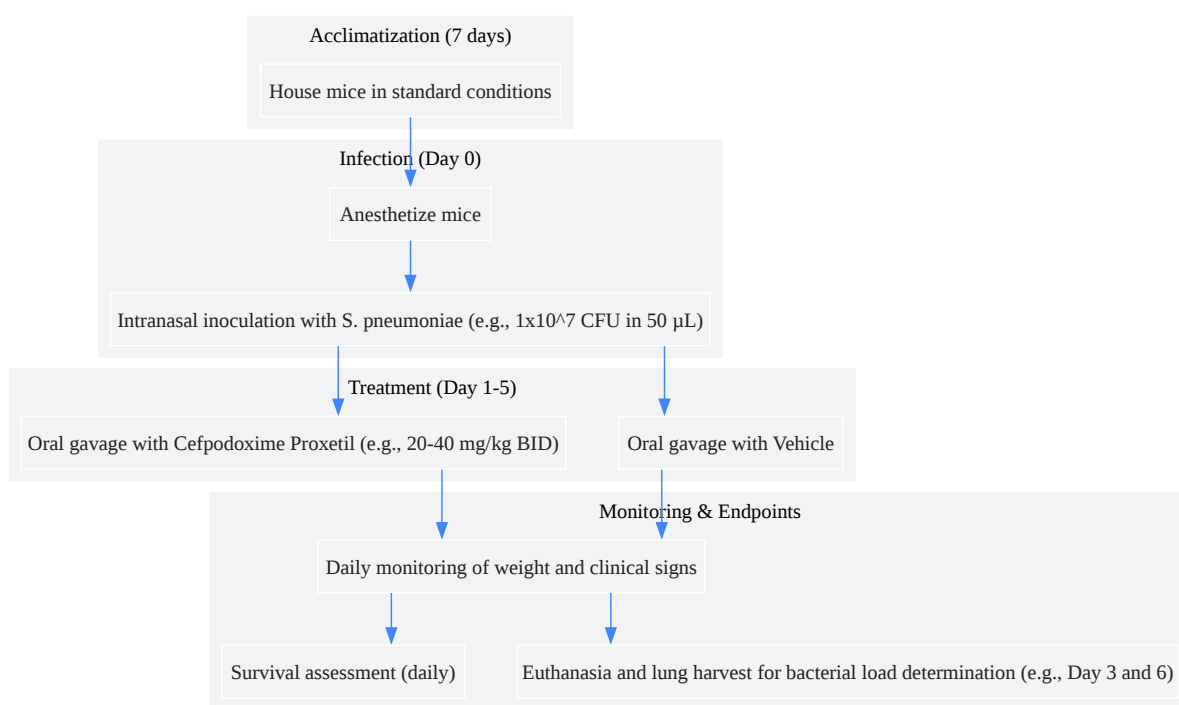 Acclimatization (7 days)
House mice in standard conditions
Infection (Day 0)
Anesthetize mice
Intranasal inoculation with S. pneumoniae (e.g., 1x10^7 CFU in 50 µL)
Treatment (Day 1-5)
Oral gavage with Cefpodoxime Proxetil (e.g., 20-40 mg/kg BID)
Oral gavage with Vehicle
Monitoring & Endpoints
Daily monitoring of weight and clinical signs
Survival assessment (daily)
Euthanasia and lung harvest for bacterial load determination (e.g., Day 3 and 6)